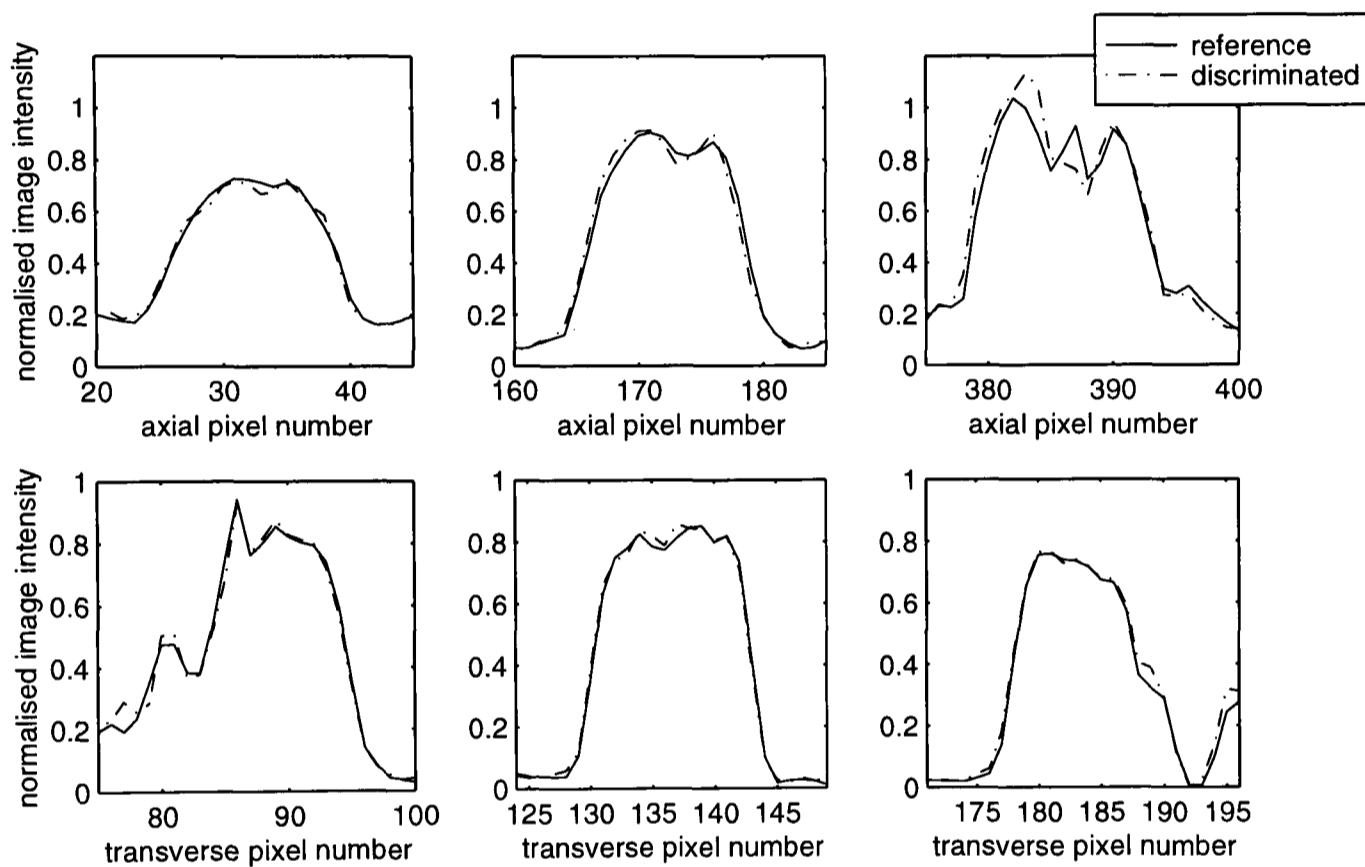 reference
discriminated
normalised image intensity
1
0.8
0.6
0.4
0.2
0
20 30 40
axial pixel number
1
0.8
0.6
0.4
0.2
0
160 170 180
axial pixel number
1
0.8
0.6
0.4
0.2
0
380 390 400
axial pixel number
normalised image intensity
1
0.8
0.6
0.4
0.2
0
80 90 100
transverse pixel number
1
0.8
0.6
0.4
0.2
0
125 130 135 140 145
transverse pixel number
1
0.8
0.6
0.4
0.2
0
175 180 185 190 195
transverse pixel number